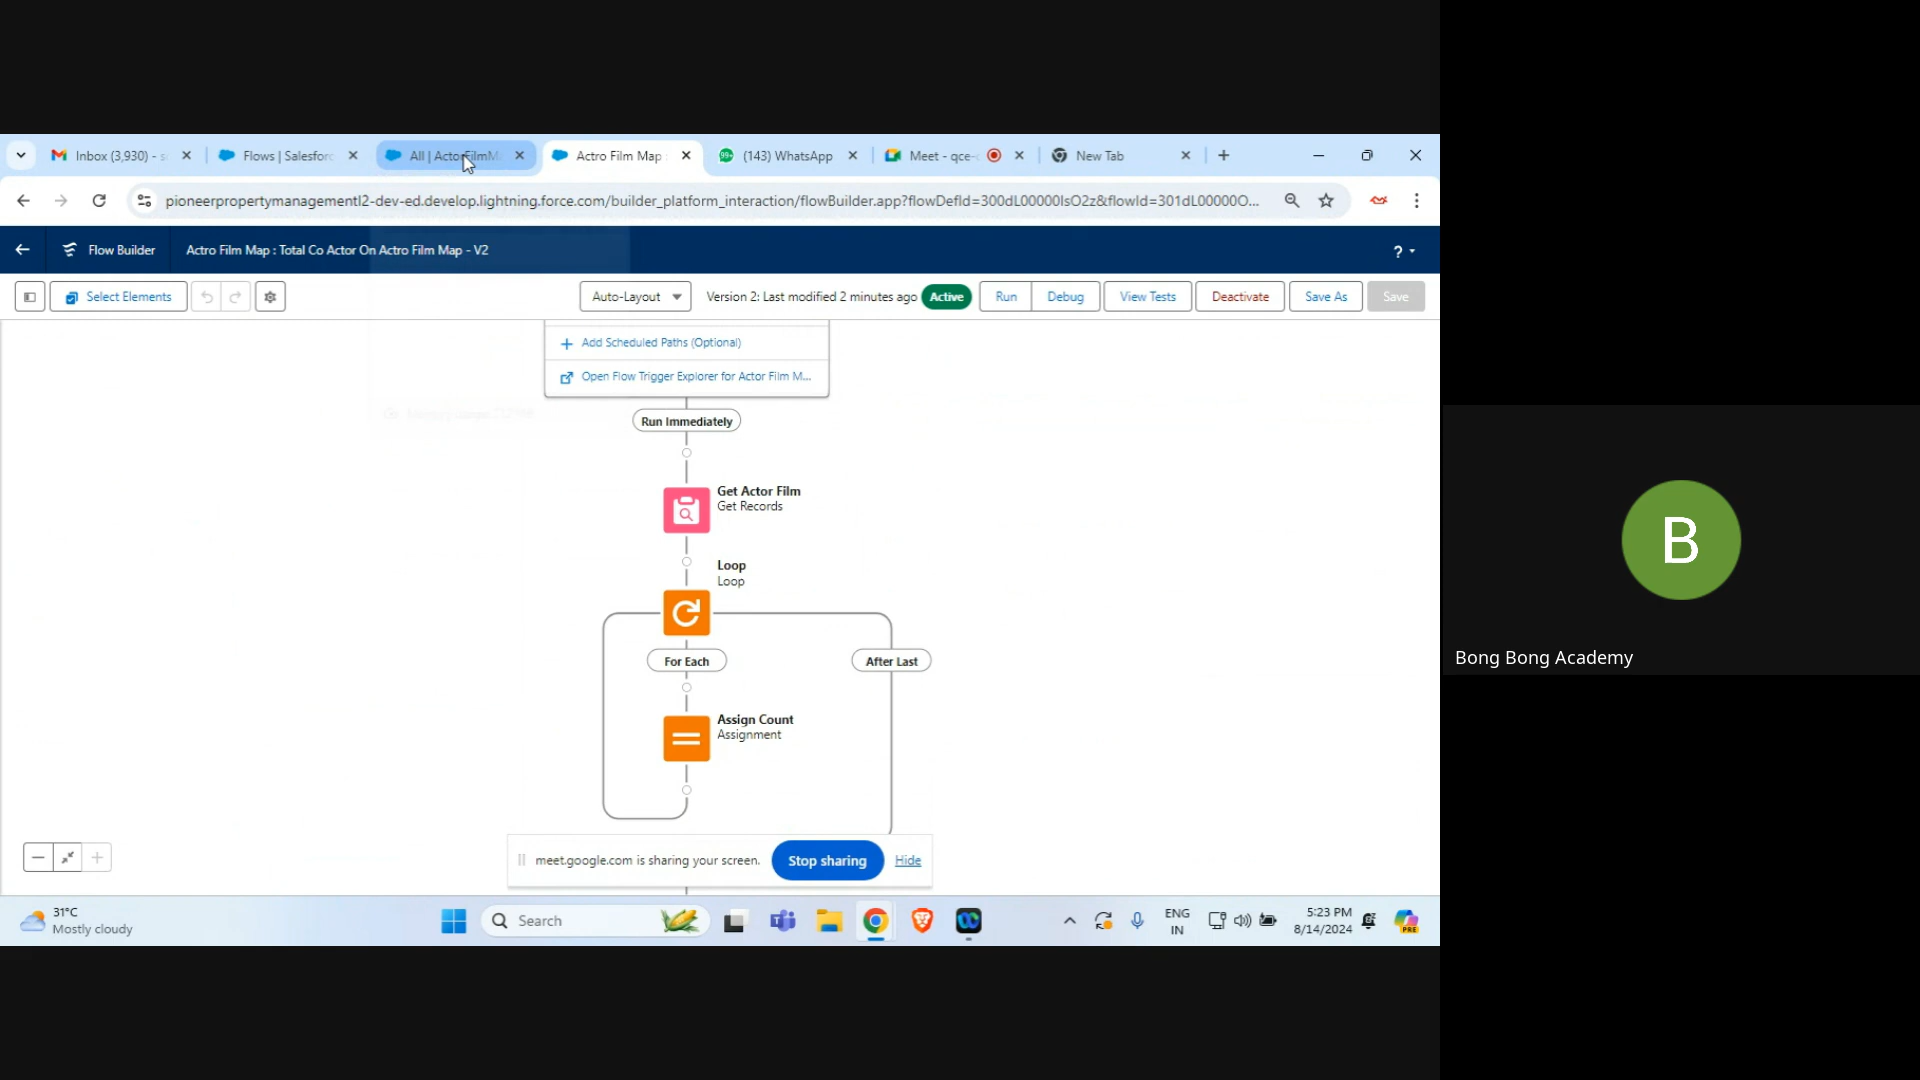 Inbox (3,930) - s
Flows | Salesforc
All | ActorFilmM
Actro Film Map :
99+
(143) WhatsApp
Meet - qce-
New Tab
pioneerpropertymanagementl2-dev-ed.develop.lightning.force.com/builder_platform_interaction/flowBuilder.app?flowDefId=300dL00000IsO2z&flowId=301dL00000O...
Flow Builder
Actro Film Map : Total Co Actor On Actro Film Map - V2
?
Select Elements
Auto-Layout
Version 2: Last modified 2 minutes ago
Active
Run
Debug
View Tests
Deactivate
Save As
Save
Add Scheduled Paths (Optional)
Open Flow Trigger Explorer for Actor Film M...
Run Immediately
Get Actor Film
Get Records
Loop
Loop
For Each
After Last
Assign Count
Assignment
meet.google.com is sharing your screen.
Stop sharing
Hide
31°C
Mostly cloudy
Search
ENG
IN
5:23 PM
8/14/2024
PRE
B
Bong Bong Academy